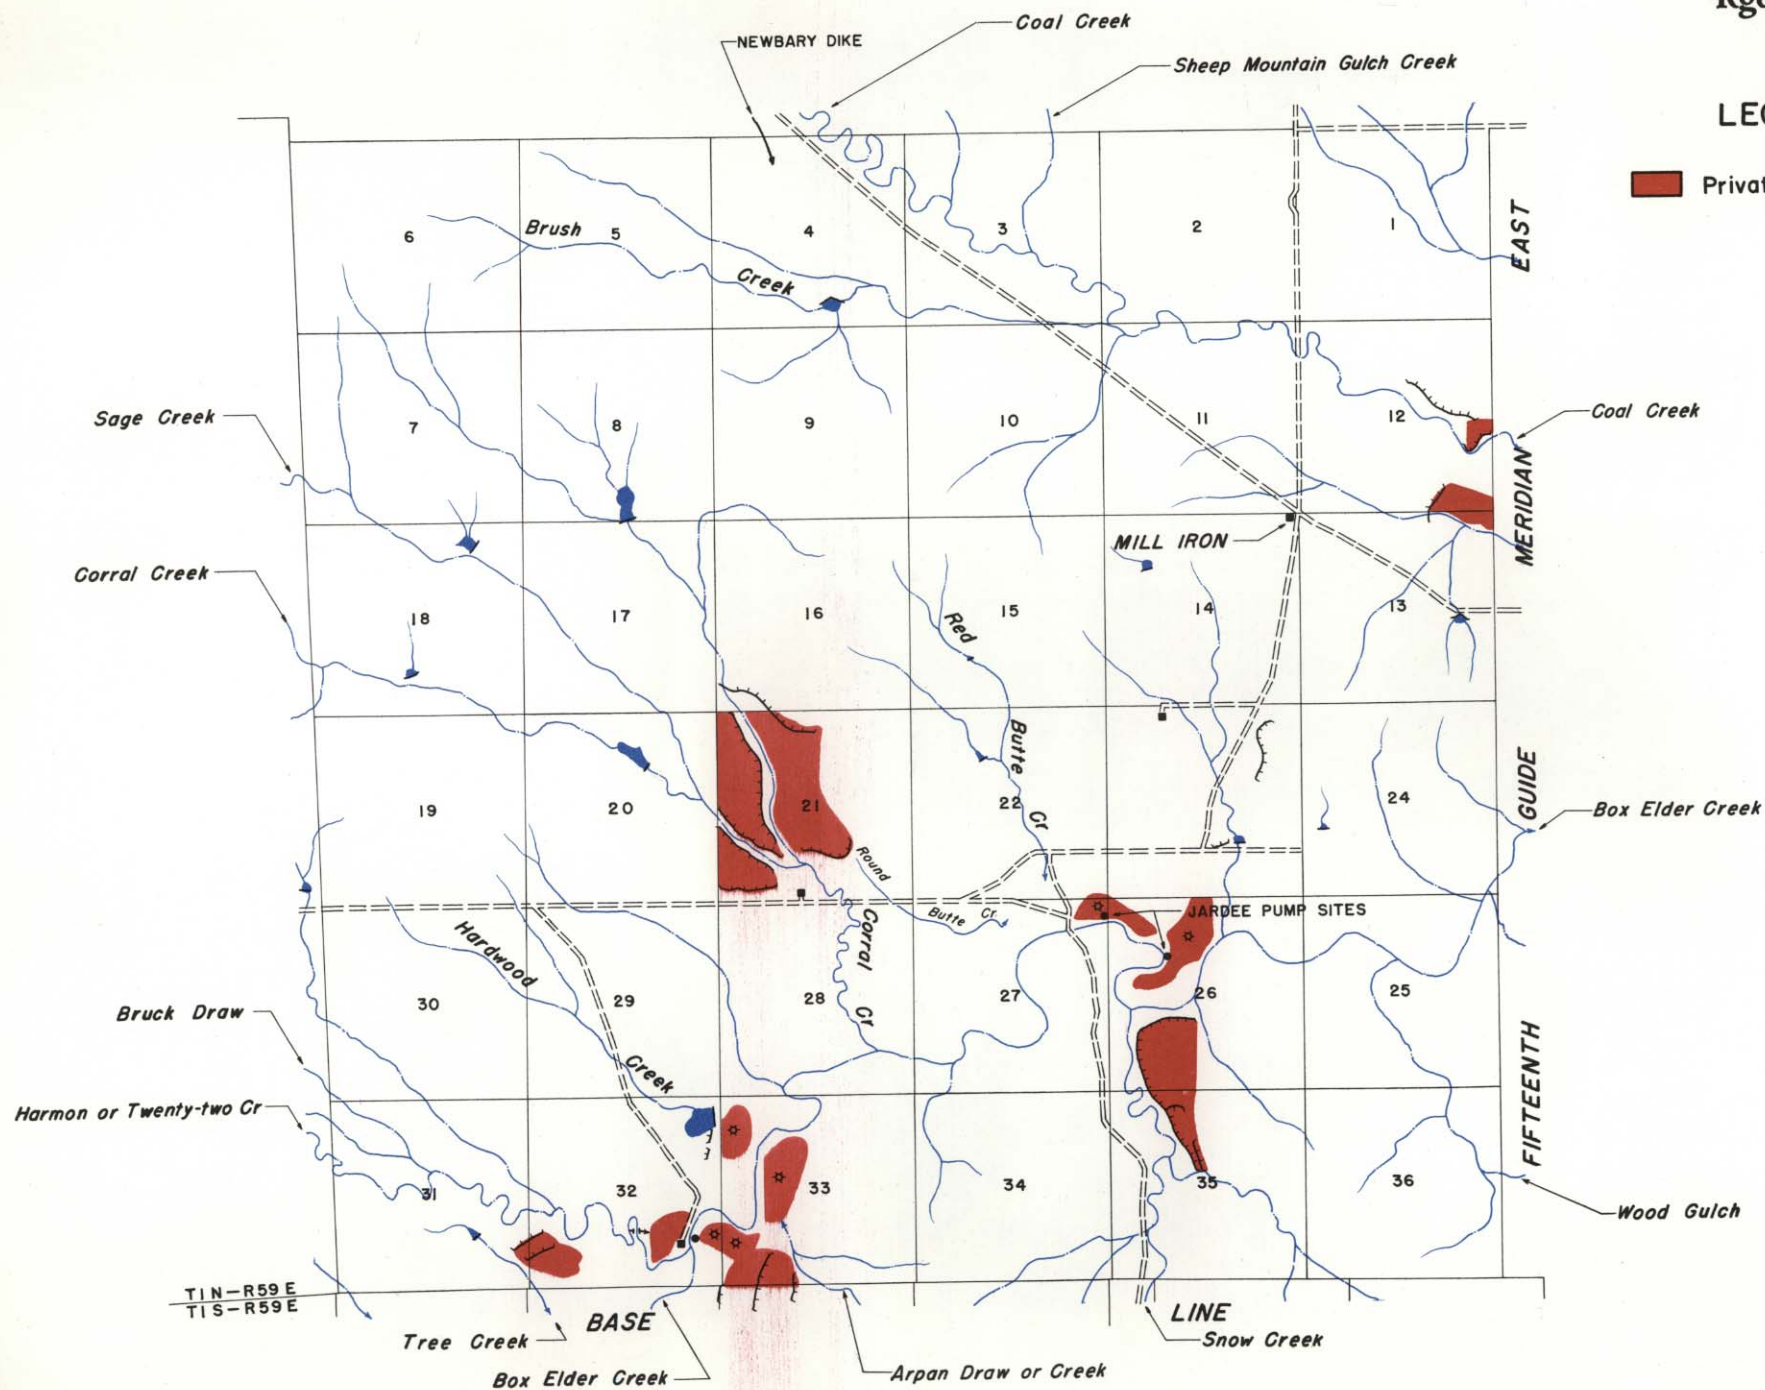 Coal Creek
NEWBARY DIKE
Sheep Mountain Gulch Creek
LEG
Privat
EAST
6
Brush
5
4
3
2
1
Creek
Sage Creek
7
8
9
10
11
12
Coal Creek
MERIDIAN
MILL IRON
Corral Creek
18
17
16
15
14
13
Red
Butte
Cr
19
20
21
22
24
GUIDE
Box Elder Creek
Round
Butte Cr
JARDEE PUMP SITES
Corral
Cr
Hardwood
Creek
30
29
28
27
26
25
Bruck Draw
Harmon or Twenty-two Cr
FIFTEENTH
31
32
33
34
35
36
Wood Gulch
T1N-R59E
T1S-R59E
BASE
LINE
Tree Creek
Snow Creek
Box Elder Creek
Arpan Draw or Creek